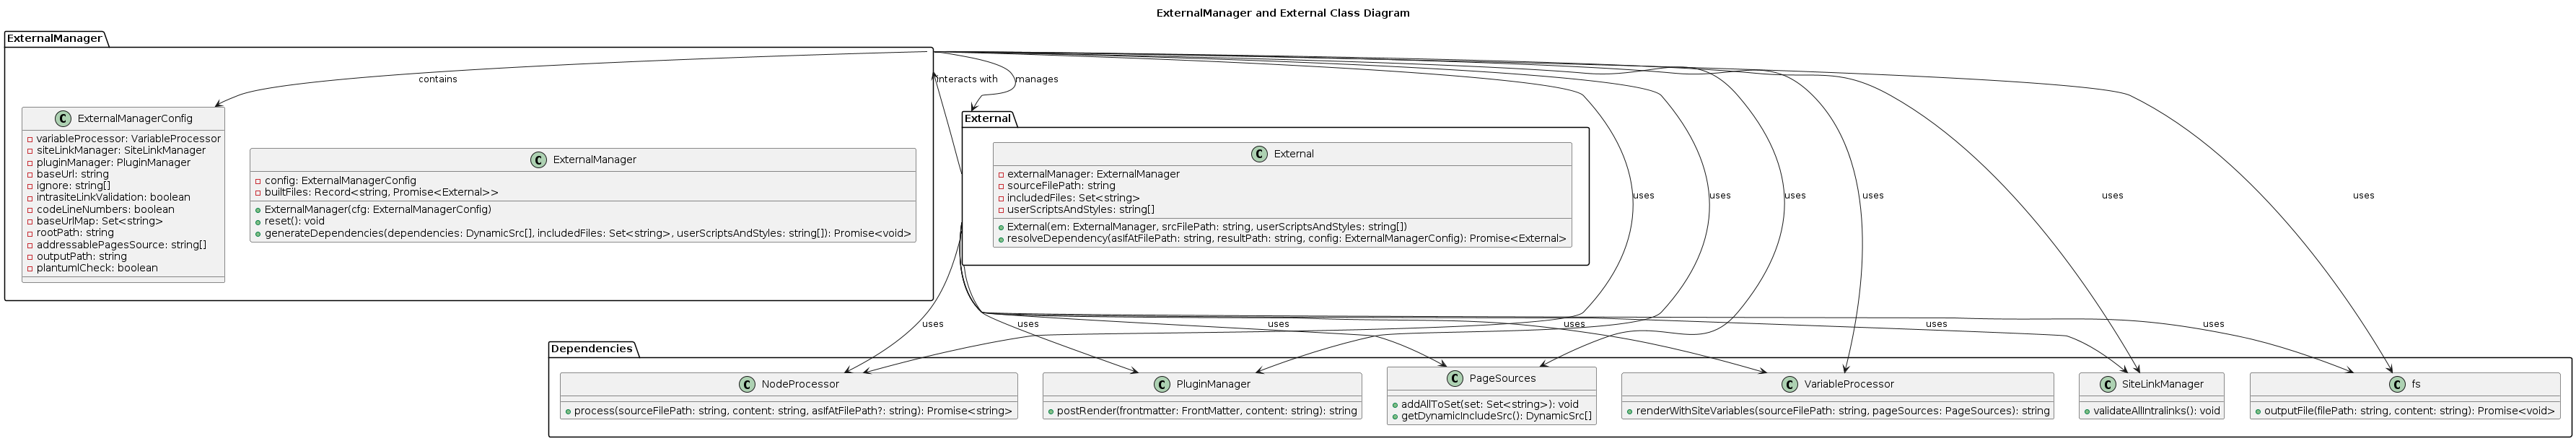 ExternalManager and External Class Diagram
ExternalManager
contains
interacts with
manages
C ExternalManagerConfig
variableProcessor: VariableProcessor
siteLinkManager: SiteLinkManager
pluginManager: PluginManager
baseUrl: string
ignore: string[]
intrasiteLinkValidation: boolean
codeLineNumbers: boolean
baseUrlMap: Set<string>
rootPath: string
addressablePagesSource: string[]
outputPath: string
plantumlCheck: boolean
C ExternalManager
config: ExternalManagerConfig
builtFiles: Record<string, Promise<External>>
ExternalManager(cfg: ExternalManagerConfig)
reset(): void
generateDependencies(dependencies: DynamicSrc[], includedFiles: Set<string>, userScriptsAndStyles: string[]): Promise<void>
External
C External
externalManager: ExternalManager
sourceFilePath: string
includedFiles: Set<string>
userScriptsAndStyles: string[]
External(em: ExternalManager, srcFilePath: string, userScriptsAndStyles: string[])
resolveDependency(asIfAtFilePath: string, resultPath: string, config: ExternalManagerConfig): Promise<External>
uses
uses
uses
uses
uses
uses
uses
uses
uses
uses
uses
uses
Dependencies
C NodeProcessor
process(sourceFilePath: string, content: string, asIfAtFilePath?: string): Promise<string>
C PluginManager
postRender(frontmatter: FrontMatter, content: string): string
C PageSources
addAllToSet(set: Set<string>): void
getDynamicIncludeSrc(): DynamicSrc[]
C VariableProcessor
renderWithSiteVariables(sourceFilePath: string, pageSources: PageSources): string
C SiteLinkManager
validateAllIntralinks(): void
C fs
outputFile(filePath: string, content: string): Promise<void>